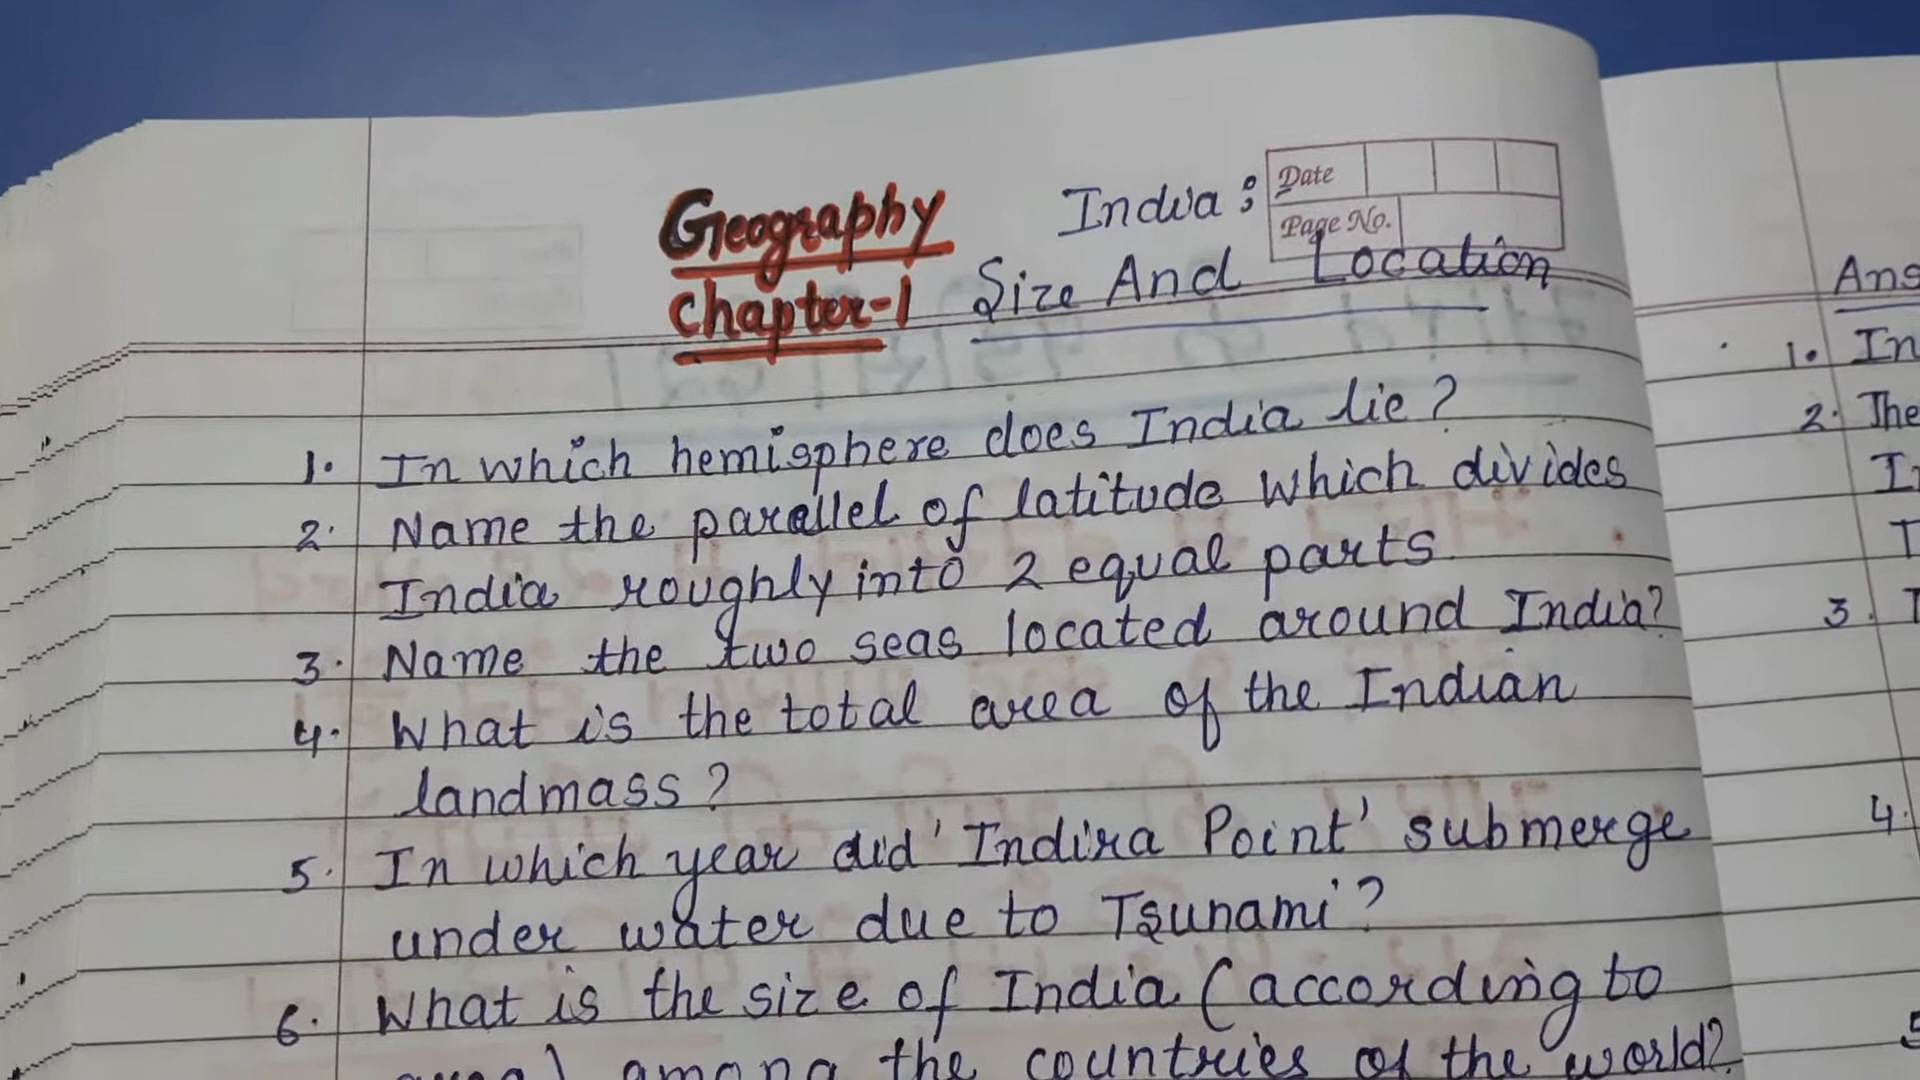 Geography India :
Date
Page No.
Chapter-1 Size And Location
1. In which hemisphere does India lie ?
2. Name the parallel of latitude which divides
India roughly into 2 equal parts
3. Name the two seas located around India?
4. What is the total area of the Indian
landmass ?
5. In which year did 'Indira Point' submerge
under water due to Tsunami ?
6. What is the size of India ( according to
area) among the countries of the world?
Ans
1. In
2. The
3.
4.
5